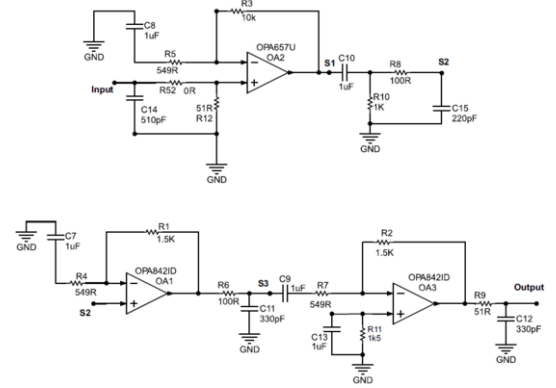 R3
10k
C8
1uF
GND
R5
549R
OPA657U
OA2
S1
C10
1uF
R8
100R
S2
Input
R52 0R
C14
510pF
51R
R12
R10
1K
C15
220pF
GND
GND
R1
1.5K
R2
1.5K
C7
1uF
GND
R4
549R
S2
OPA842ID
OA1
R6
100R
S3
C9
1uF
R7
549R
OPA842ID
OA3
Output
R9
51R
C11
330pF
C13
1uF
R11
1k5
C12
330pF
GND
GND
GND